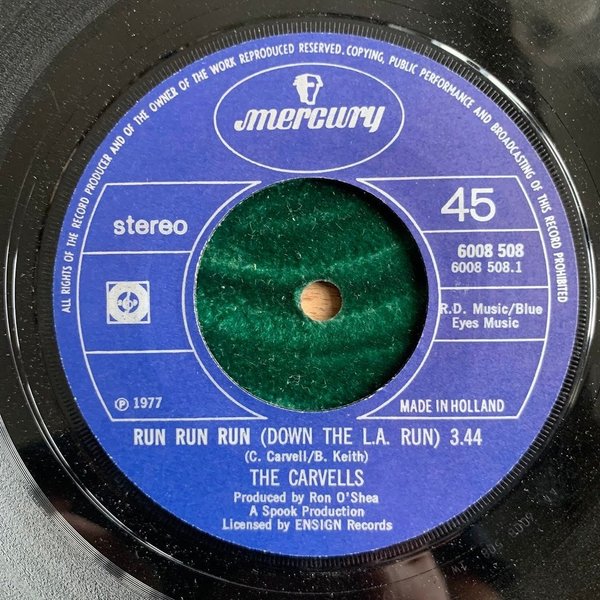 ALL RIGHTS OF THE RECORD PRODUCER AND OF THE OWNER OF THE WORK REPRODUCED RESERVED. COPYING, PUBLIC PERFORMANCE AND BROADCASTING OF THIS RECORD PROHIBITED
mercury
stereo
45
6008 508
6008 508.1
R.D. Music/Blue
Eyes Music
Ⓟ 1977
MADE IN HOLLAND
RUN RUN RUN (DOWN THE L.A. RUN) 3.44
(C. Carvell/B. Keith)
THE CARVELLS
Produced by Ron O'Shea
A Spook Production
Licensed by ENSIGN Records